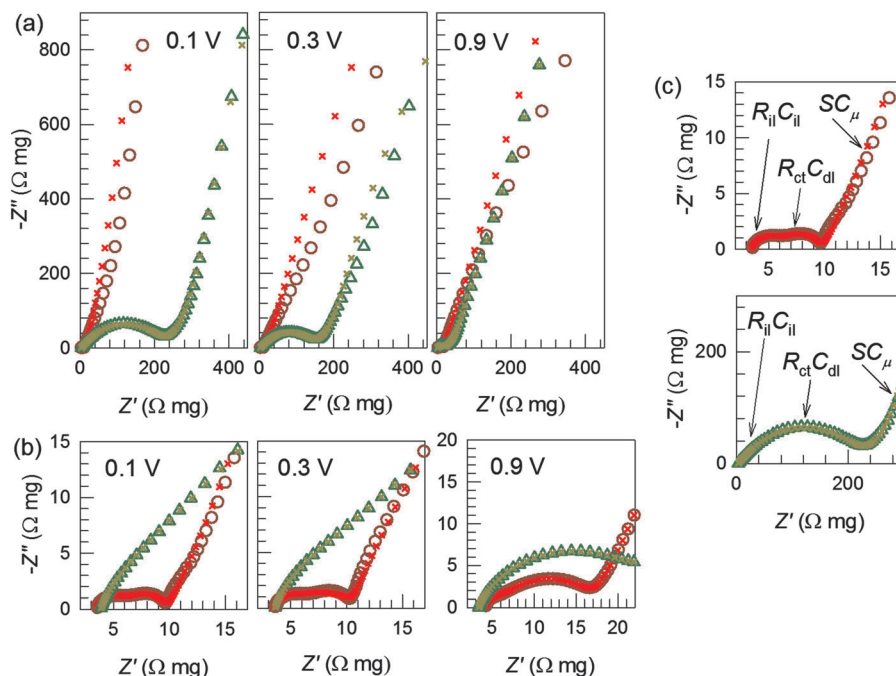 (a)
0.1 V
0.3 V
0.9 V
800
600
400
200
0
-Z" (Ω mg)
0 200 400
0 200 400
0 200 400
Z' (Ω mg)
Z' (Ω mg)
Z' (Ω mg)
(b)
0.1 V
0.3 V
0.9 V
15
10
5
0
20
15
10
5
0
-Z" (Ω mg)
5 10 15
5 10 15
5 10 15 20
Z' (Ω mg)
Z' (Ω mg)
Z' (Ω mg)
(c)
15
10
5
0
-Z" (Ω mg)
RilCil
RctCdl
SCμ
5 10 15
200
0
-Z" (Ω mg)
RilCil
RctCdl
SCμ
0 200
Z' (Ω mg)